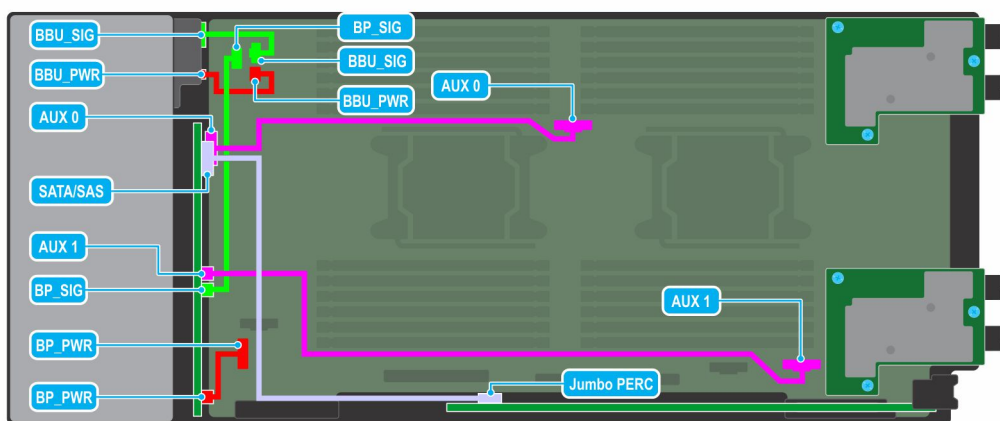 BBU_SIG
BP_SIG
BBU_SIG
BBU_PWR
BBU_PWR
AUX 0
AUX 0
SATA/SAS
AUX 1
BP_SIG
AUX 1
BP_PWR
Jumbo PERC
BP_PWR